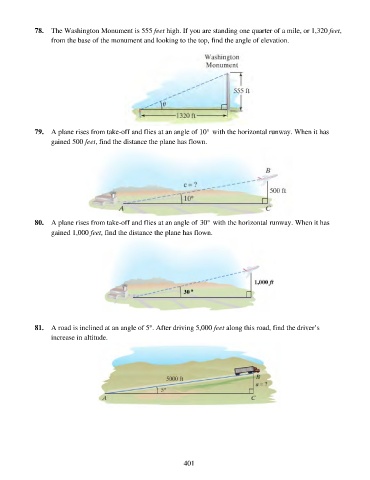 78. The Washington Monument is 555 feet high. If you are standing one quarter of a mile, or 1,320 feet,
from the base of the monument and looking to the top, find the angle of elevation.
Washington
Monument
555 ft
θ
1320 ft
79. A plane rises from take-off and flies at an angle of 10° with the horizontal runway. When it has
gained 500 feet, find the distance the plane has flown.
B
c = ?
500 ft
10°
A
C
80. A plane rises from take-off and flies at an angle of 30° with the horizontal runway. When it has
gained 1,000 feet, find the distance the plane has flown.
1,000 ft
30°
81. A road is inclined at an angle of 5°. After driving 5,000 feet along this road, find the driver's
increase in altitude.
5000 ft
B
a = ?
5°
A
C
401